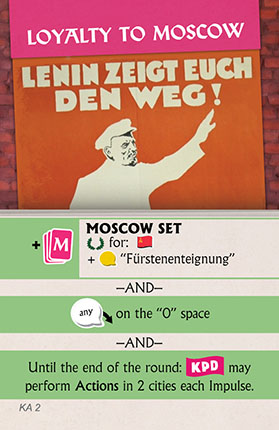 LOYALTY TO MOSCOW
LENIN ZEIGT EUCH
DEN WEG!
+ M
MOSCOW SET
for:
+ "Fürstenenteignung"
–AND–
any on the "0" space
–AND–
Until the end of the round: KPD may
perform Actions in 2 cities each Impulse.
KA 2